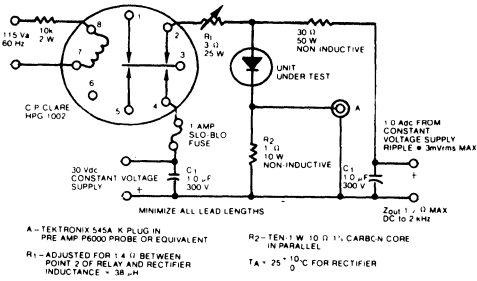 115 Va
60 Hz
10k
2 W
8
7
6
1
2
3
4
5
C.P. CLARE
HPG 1002
R1
3 Ω
25 W
30 Ω
50 W
NON INDUCTIVE
UNIT
UNDER TEST
A
1 AMP
SLO-BLO
FUSE
R2
1 Ω
10 W
NON-INDUCTIVE
1.0 Adc FROM
CONSTANT
VOLTAGE SUPPLY
RIPPLE = 3mVrms MAX
30 Vdc
CONSTANT VOLTAGE
SUPPLY
+
C1
1.0 μF
300 V
C1
1.0 μF
300 V
+
Zout Ω MAX
DC to 2 kHz
MINIMIZE ALL LEAD LENGTHS
A-TEKTRONIX 545A K PLUG IN
PRE AMP P6000 PROBE OR EQUIVALENT
R1-ADJUSTED FOR 1.4 Ω BETWEEN
POINT 2 OF RELAY AND RECTIFIER
INDUCTANCE = 38 μH
R2-TEN-1 W 10 Ω 1% CARBON CORE
IN PARALLEL
TA = 25 +10 0 °C FOR RECTIFIER